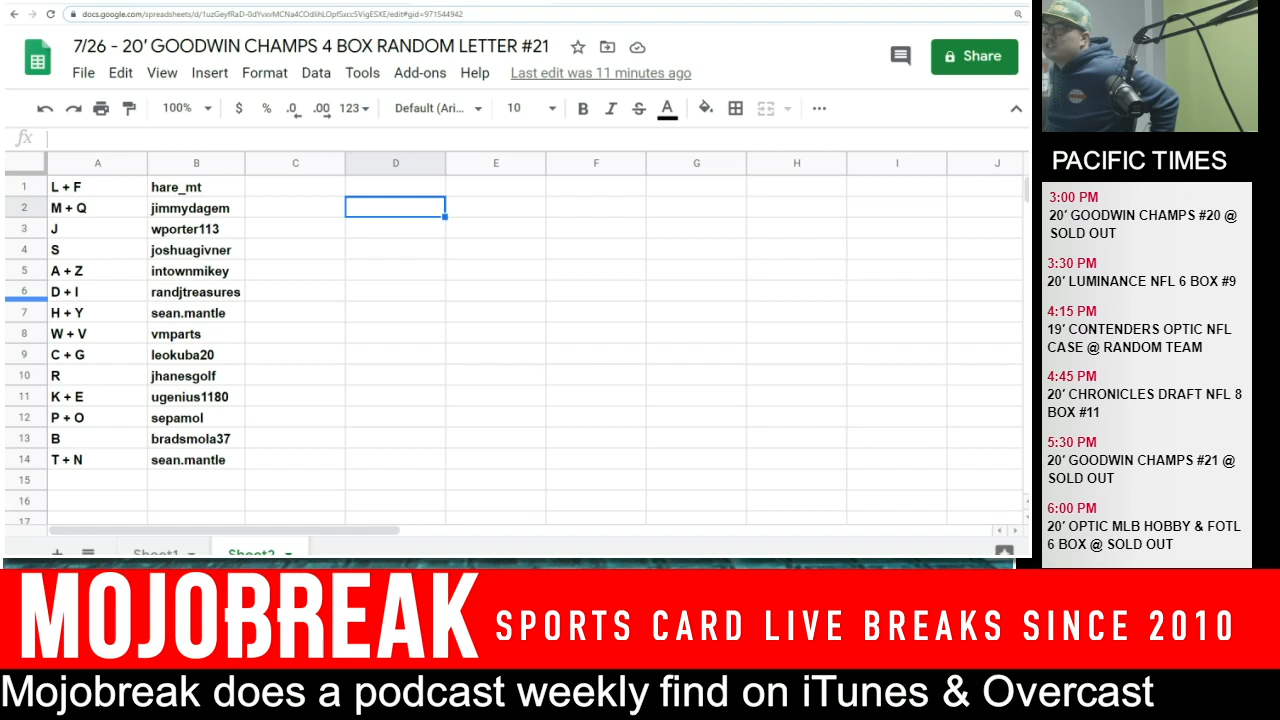 docs.google.com/spreadsheets/d/1uzGeyfRaD-0dYvxvMCNa4COdlihLOpfSxcc5VigESXE/edit#gid=971544942
7/26 - 20' GOODWIN CHAMPS 4 BOX RANDOM LETTER #21
Share
File Edit View Insert Format Data Tools Add-ons Help Last edit was 11 minutes ago
100% $ % .0 .00 123 Default (Ari... 10 B I S A
fx
A B C D E F G H I J
1 L + F hare_mt
2 M + Q jimmydagem
3 J wporter113
4 S joshuagivner
5 A + Z intownmikey
6 D + I randjtreasures
7 H + Y sean.mantle
8 W + V vmparts
9 C + G leokuba20
10 R jhanesgolf
11 K + E ugenius1180
12 P + O sepamol
13 B bradsmola37
14 T + N sean.mantle
15
16
17
Sheet1 Sheet2
PACIFIC TIMES
3:00 PM
20' GOODWIN CHAMPS #20 @
SOLD OUT
3:30 PM
20' LUMINANCE NFL 6 BOX #9
4:15 PM
19' CONTENDERS OPTIC NFL
CASE @ RANDOM TEAM
4:45 PM
20' CHRONICLES DRAFT NFL 8
BOX #11
5:30 PM
20' GOODWIN CHAMPS #21 @
SOLD OUT
6:00 PM
20' OPTIC MLB HOBBY & FOTL
6 BOX @ SOLD OUT
MOJOBREAK SPORTS CARD LIVE BREAKS SINCE 2010
Mojobreak does a podcast weekly find on iTunes & Overcast